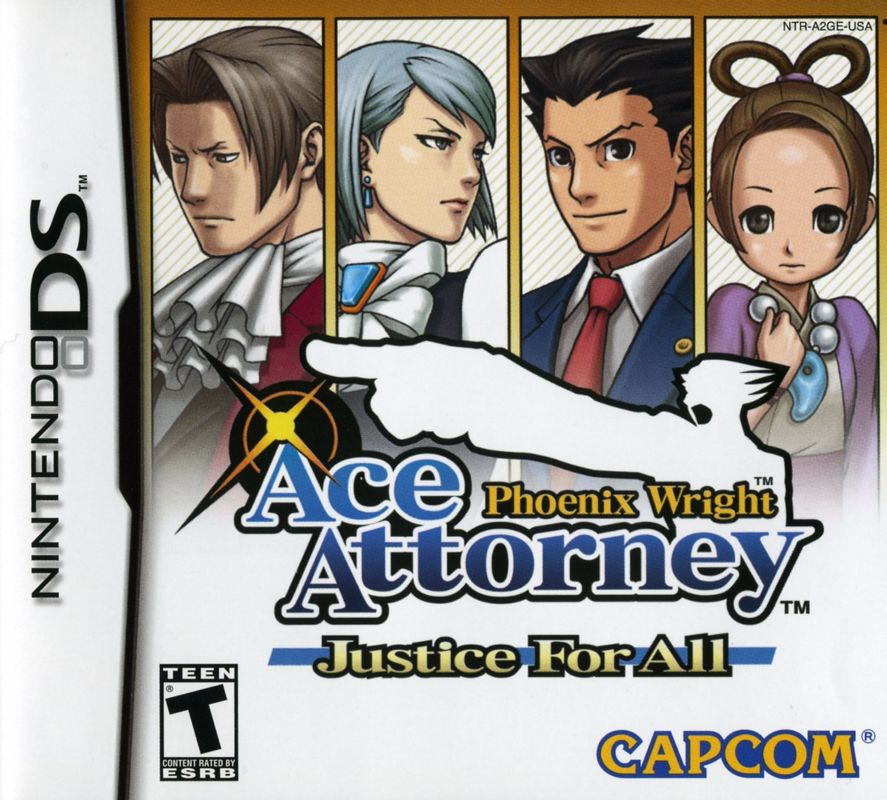 NTR-A2GE-USA
NINTENDO DS™
Ace
Phoenix Wright™
Attorney™
Justice For All
TEEN
®
T
CONTENT RATED BY
ESRB
CAPCOM®